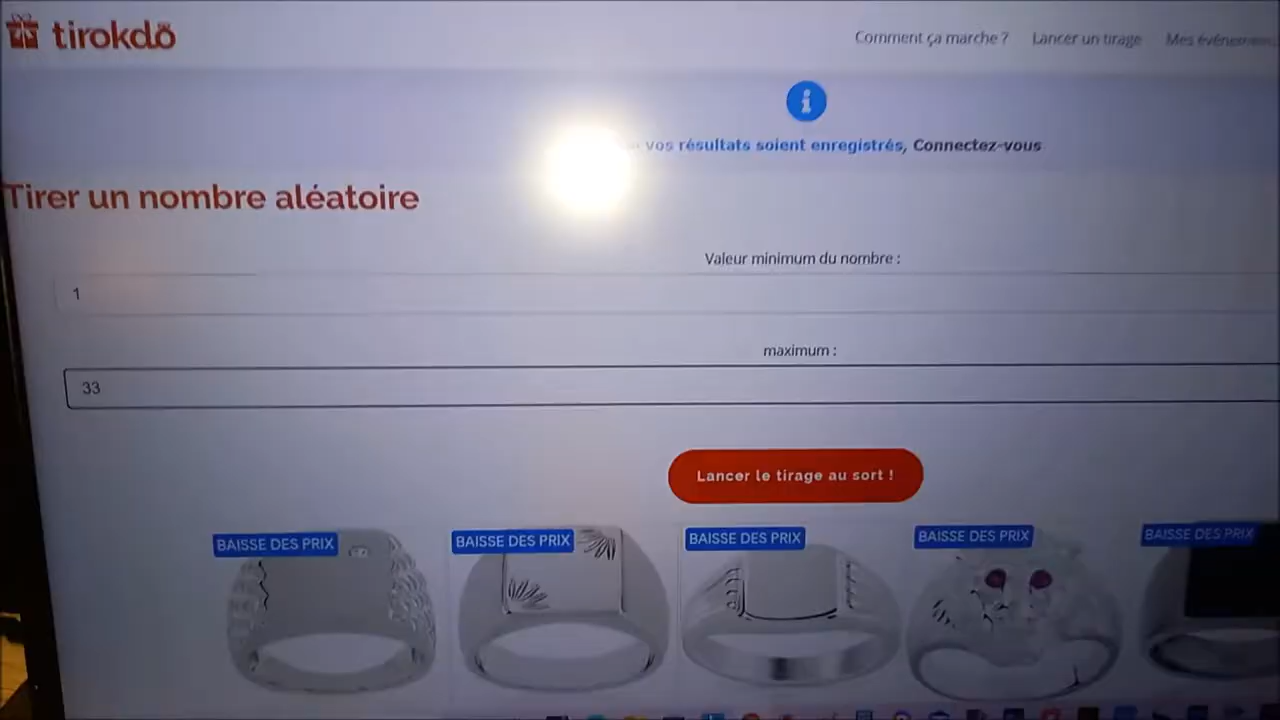 tirokdö
Comment ça marche ? Lancer un tirage Mes
vos résultats soient enregistrés, Connectez-vous
Tirer un nombre aléatoire
Valeur minimum du nombre :
1
maximum :
33
Lancer le tirage au sort !
BAISSE DES PRIX
BAISSE DES PRIX
BAISSE DES PRIX
BAISSE DES PRIX
BAISSE DES PRIX